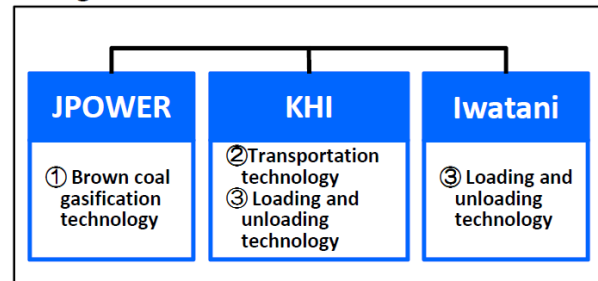 JPOWER
① Brown coal
gasification
technology
KHI
②Transportation
technology
③ Loading and
unloading
technology
Iwatani
③ Loading and
unloading
technology